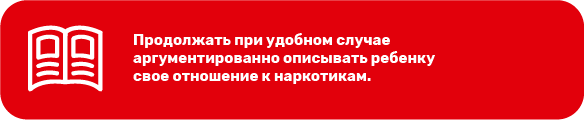 Продолжать при удобном случае
аргументированно описывать ребенку
свое отношение к наркотикам.